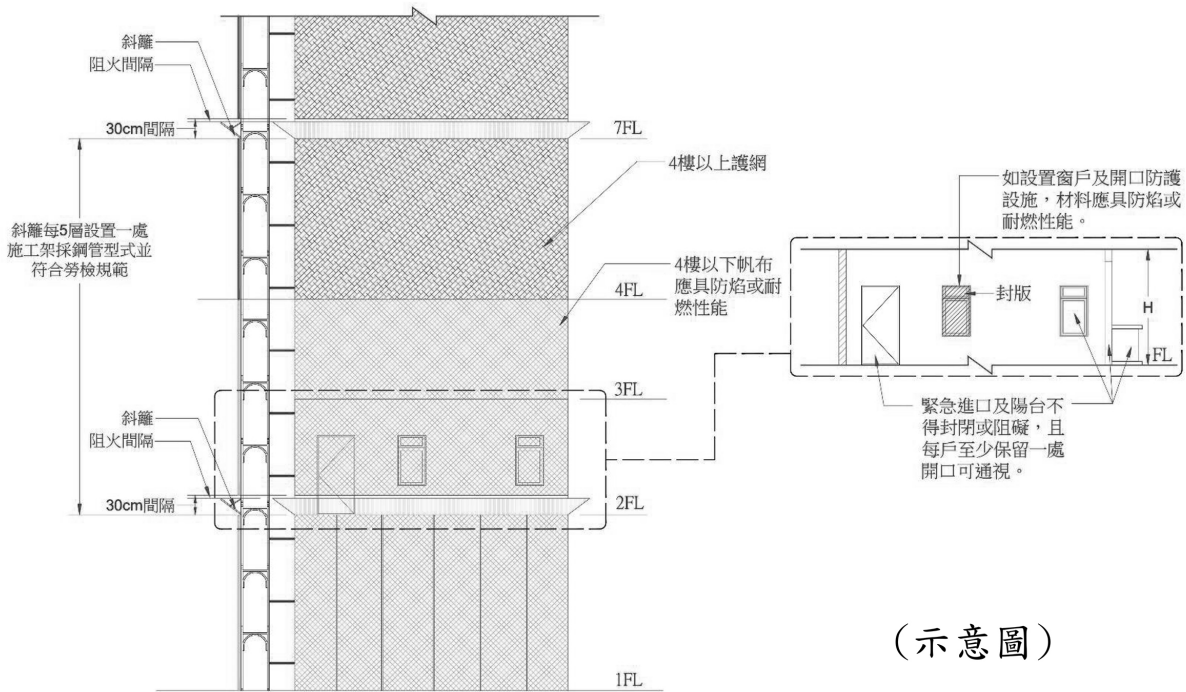 斜籬
阻火間隔
30cm間隔
7FL
4樓以上護網
斜籬每5層設置一處
施工架採鋼管型式並
符合勞檢規範
4樓以下帆布
應具防焰或耐
燃性能
4FL
3FL
斜籬
阻火間隔
30cm間隔
2FL
1FL
如設置窗戶及開口防護
設施，材料應具防焰或
耐燃性能。
封版
H
FL
緊急進口及陽台不
得封閉或阻礙，且
每戶至少保留一處
開口可通視。
(示意圖)